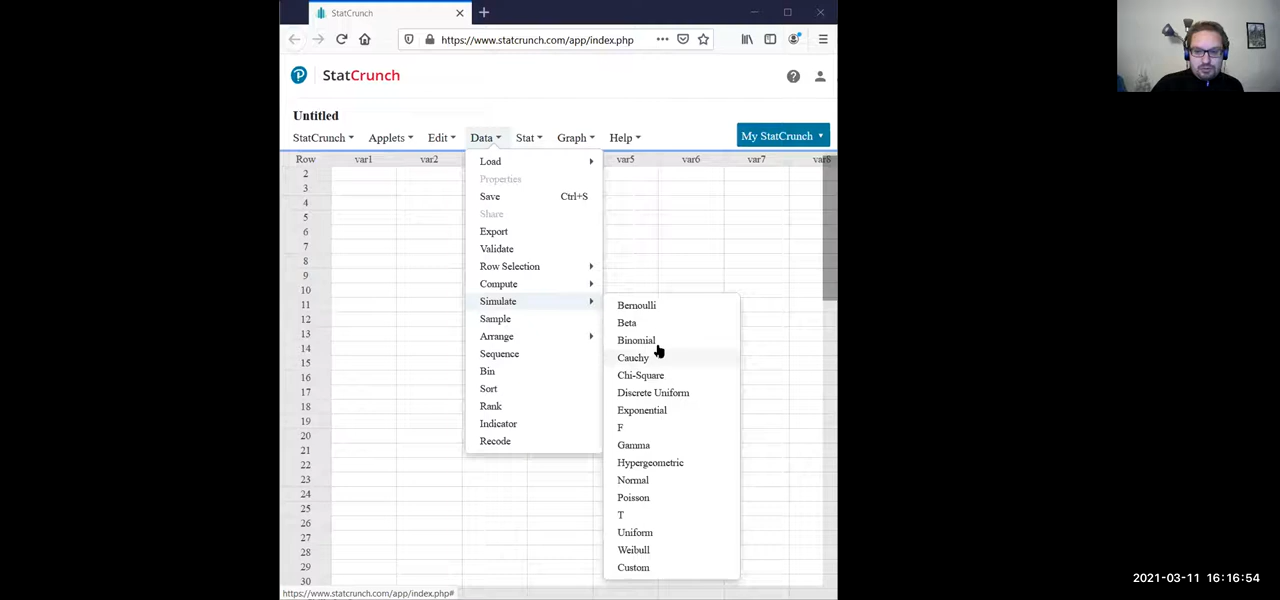 StatCrunch
https://www.statcrunch.com/app/index.php
StatCrunch
Untitled
StatCrunch Applets Edit Data Stat Graph Help My StatCrunch
Row var1 var2 var5 var6 var7 var8
2
3
4
5
6
7
8
9
10
11
12
13
14
15
16
17
18
19
20
21
22
23
24
25
26
27
28
29
30
Load
Properties
Save Ctrl+S
Share
Export
Validate
Row Selection
Compute
Simulate
Sample
Arrange
Sequence
Bin
Sort
Rank
Indicator
Recode
Bernoulli
Beta
Binomial
Cauchy
Chi-Square
Discrete Uniform
Exponential
F
Gamma
Hypergeometric
Normal
Poisson
T
Uniform
Weibull
Custom
https://www.statcrunch.com/app/index.php#
2021-03-11 16:16:54